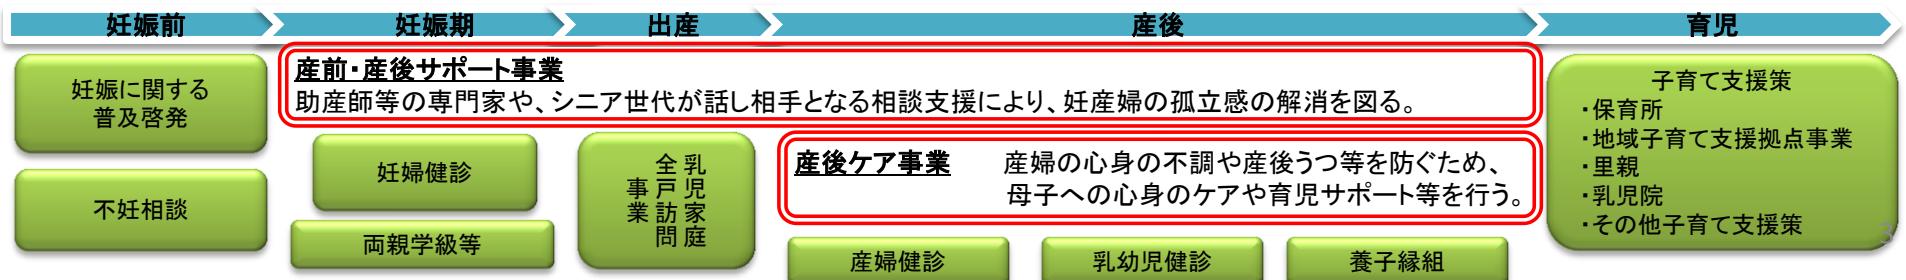 妊娠前
妊娠期
出産
産後
育児
妊娠に関する
普及啓発
不妊相談
産前・産後サポート事業
助産師等の専門家や、シニア世代が話し相手となる相談支援により、妊産婦の孤立感の解消を図る。
妊婦健診
両親学級等
乳児家庭
全戸訪問
事業
産後ケア事業 産婦の心身の不調や産後うつ等を防ぐため、
母子への心身のケアや育児サポート等を行う。
産婦健診
乳幼児健診
養子縁組
子育て支援策
・保育所
・地域子育て支援拠点事業
・里親
・乳児院
・その他子育て支援策
3